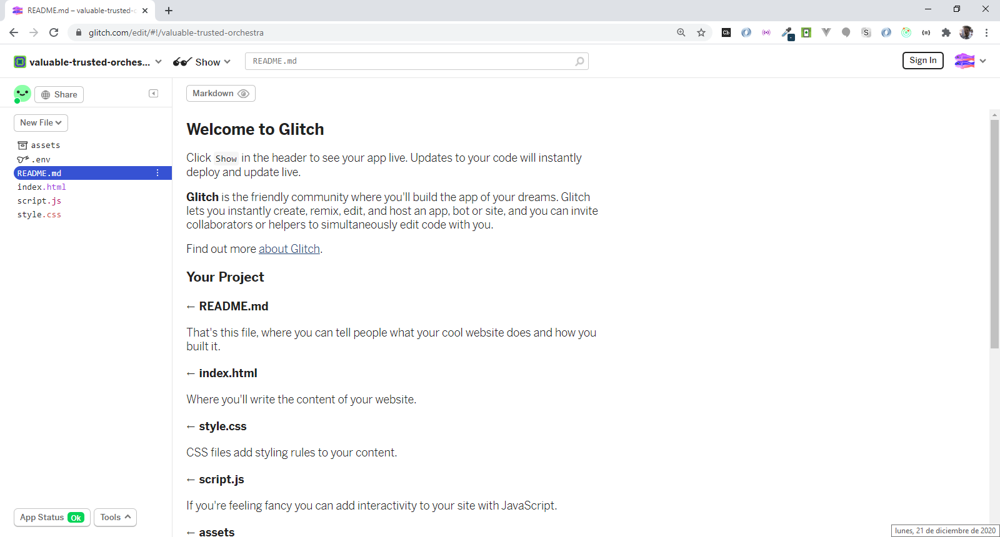 README.md – valuable-trusted-o
glitch.com/edit/#!/valuable-trusted-orchestra
Cb
S
valuable-trusted-orches...
Show
README.md
Sign In
Share
Markdown
New File
assets
.env
README.md
index.html
script.js
style.css
Welcome to Glitch
Click Show in the header to see your app live. Updates to your code will instantly
deploy and update live.
Glitch is the friendly community where you'll build the app of your dreams. Glitch
lets you instantly create, remix, edit, and host an app, bot or site, and you can invite
collaborators or helpers to simultaneously edit code with you.
Find out more about Glitch.
Your Project
← README.md
That's this file, where you can tell people what your cool website does and how you
built it.
← index.html
Where you'll write the content of your website.
← style.css
CSS files add styling rules to your content.
← script.js
If you're feeling fancy you can add interactivity to your site with JavaScript.
← assets
App Status Ok
Tools
lunes, 21 de diciembre de 2020